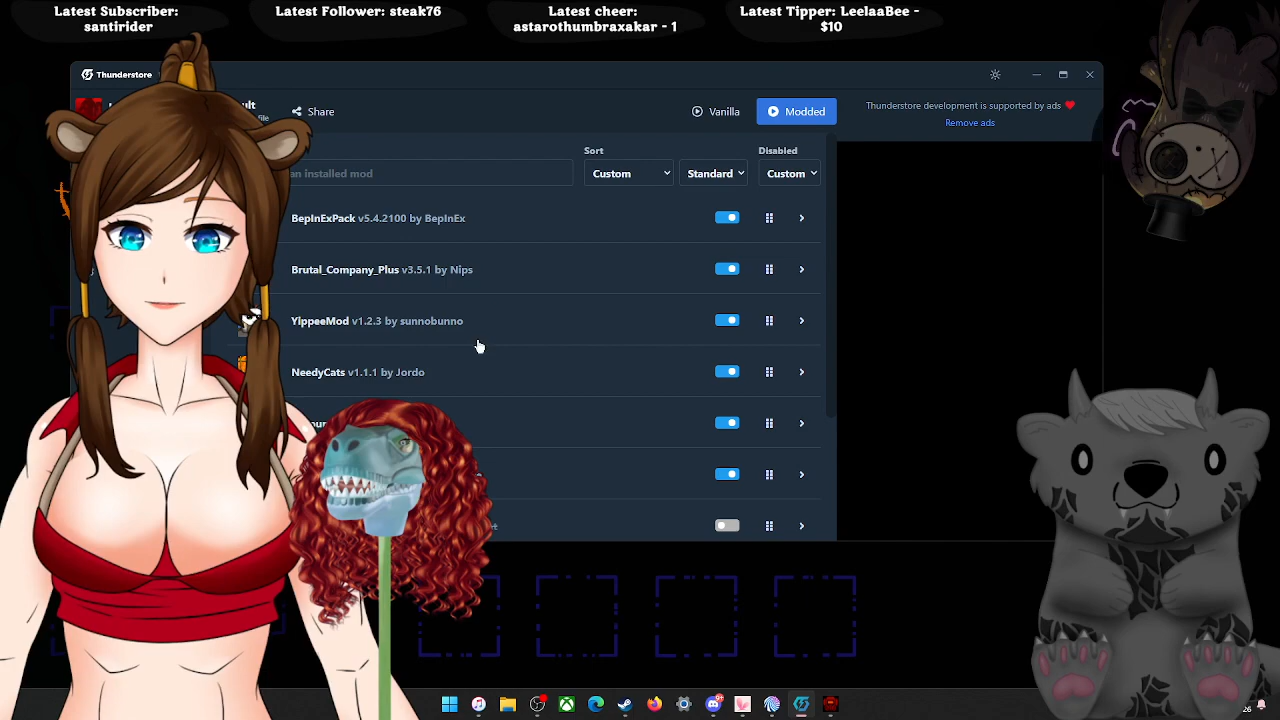 Latest Subscriber:
santirider
Latest Follower: steak76
Latest cheer:
astarothumbraxakar - 1
Latest Tipper: LeelaaBee -
$10
Thunderstore
Share
Vanilla
Modded
Thunderstore development is supported by ads
Remove ads
Sort
Disabled
an installed mod
Custom
Standard
Custom
BepInExPack v5.4.2100 by BepInEx
Brutal_Company_Plus v3.5.1 by Nips
YippeeMod v1.2.3 by sunnobunno
NeedyCats v1.1.1 by Jordo
26